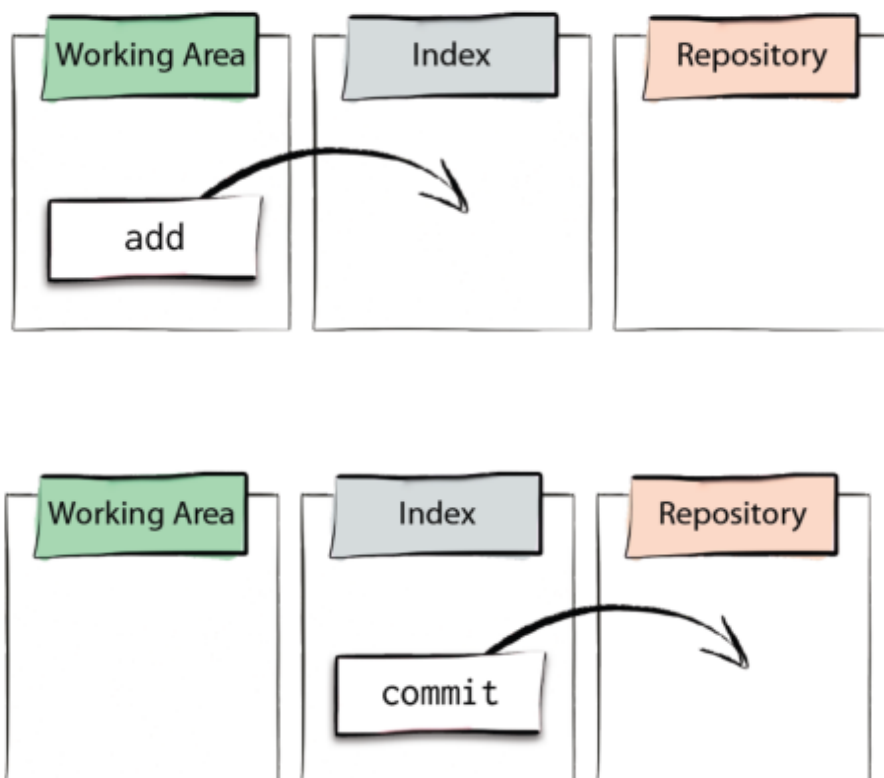 Working Area
Index
Repository
add
Working Area
Index
Repository
commit